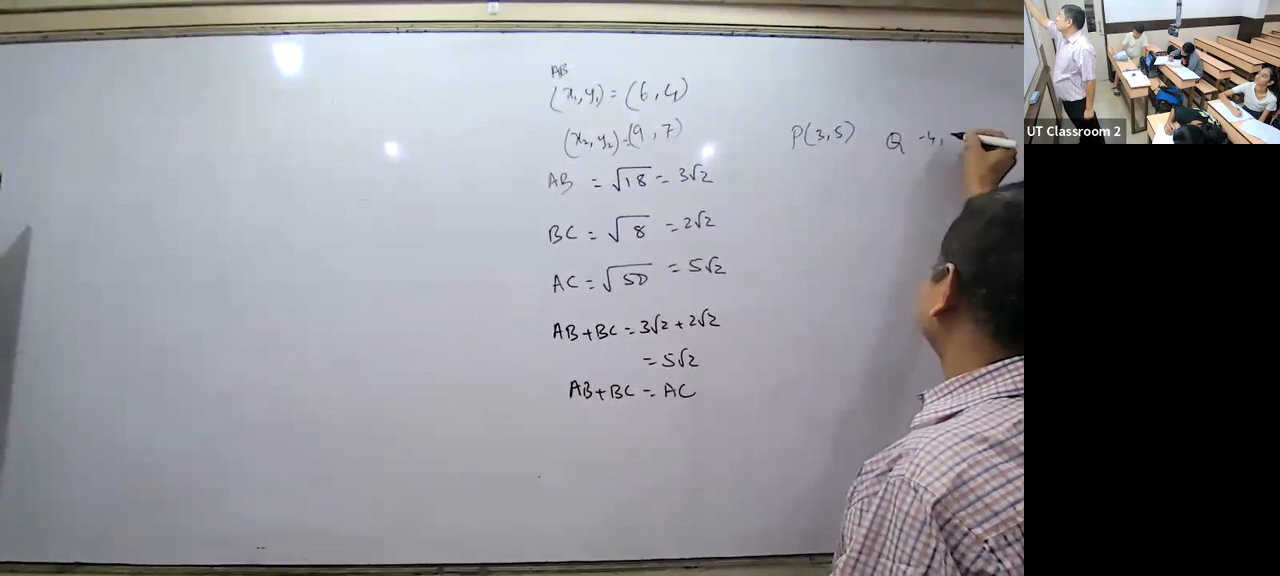 AB
(x₁, y₁) = (6, 4)
(x₂, y₂) = (9, 7)
AB = √18 = 3√2
BC = √8 = 2√2
AC = √50 = 5√2
AB + BC = 3√2 + 2√2
= 5√2
AB + BC = AC
P(3, 5) Q -4,
UT Classroom 2